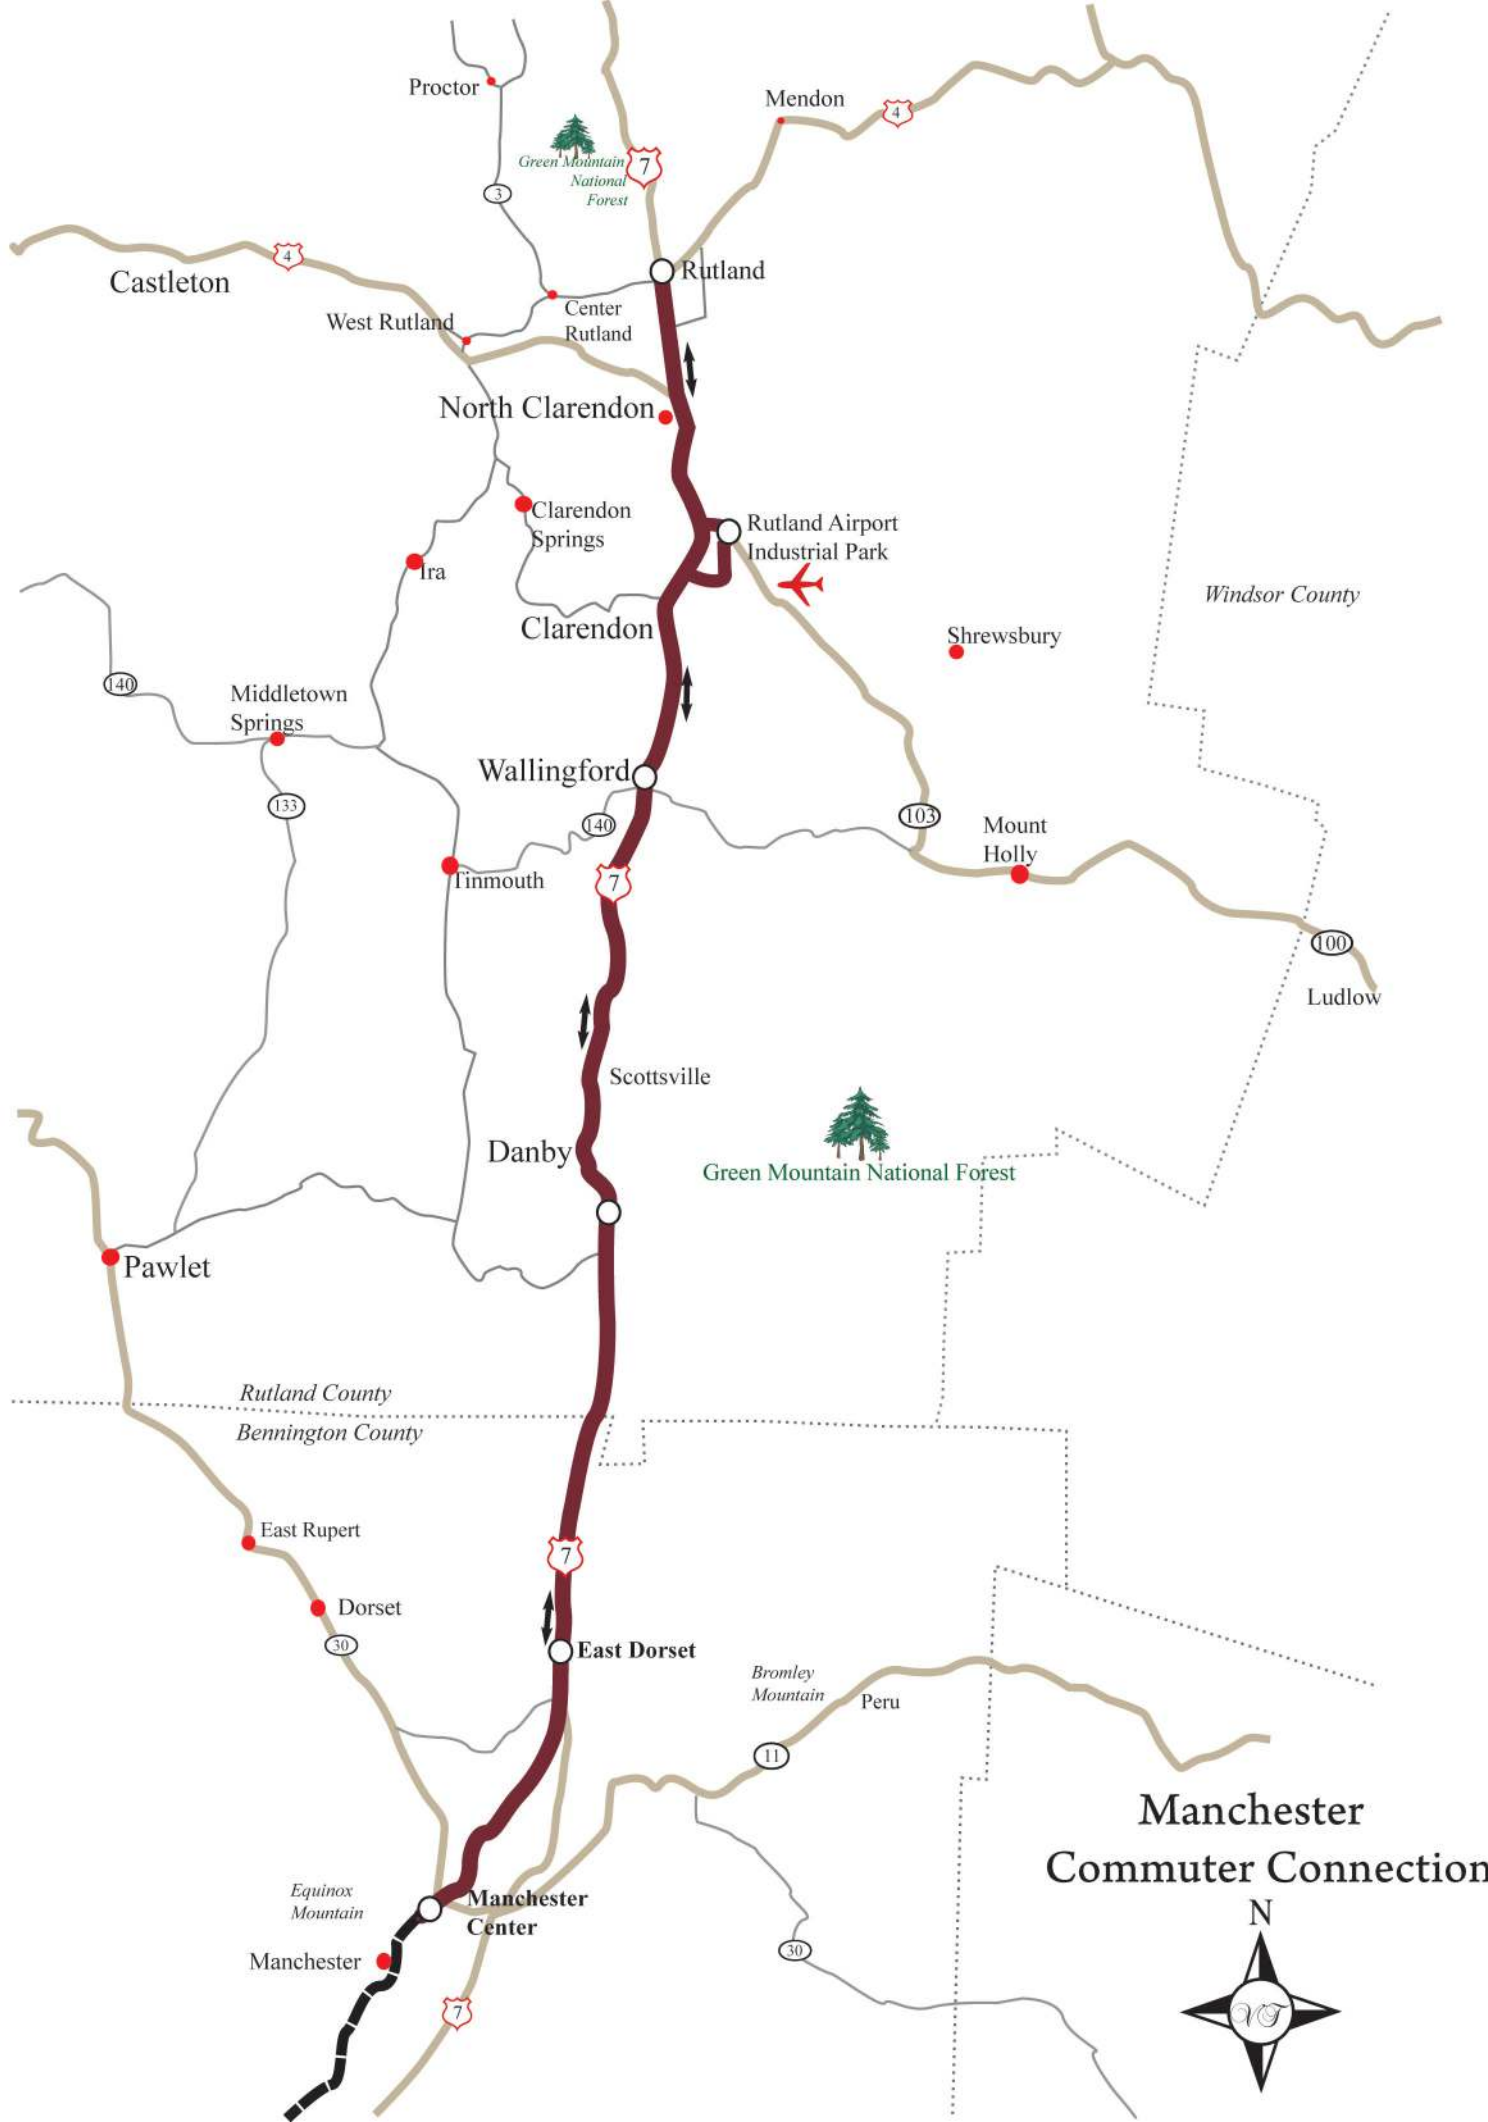 Proctor
Mendon
4
Green Mountain
National
Forest
7
3
4
Castleton
Rutland
Center
Rutland
West Rutland
North Clarendon
Clarendon
Springs
Rutland Airport
Industrial Park
Ira
Windsor County
Clarendon
Shrewsbury
140
Middletown
Springs
Wallingford
133
140
103
Mount
Holly
Tinmouth
7
100
Ludlow
Scottsville
Danby
Green Mountain National Forest
Pawlet
Rutland County
Bennington County
East Rupert
7
Dorset
30
East Dorset
Bromley
Mountain
Peru
11
Manchester
Commuter Connection
Equinox
Mountain
Manchester
Center
N
Manchester
30
7
VT